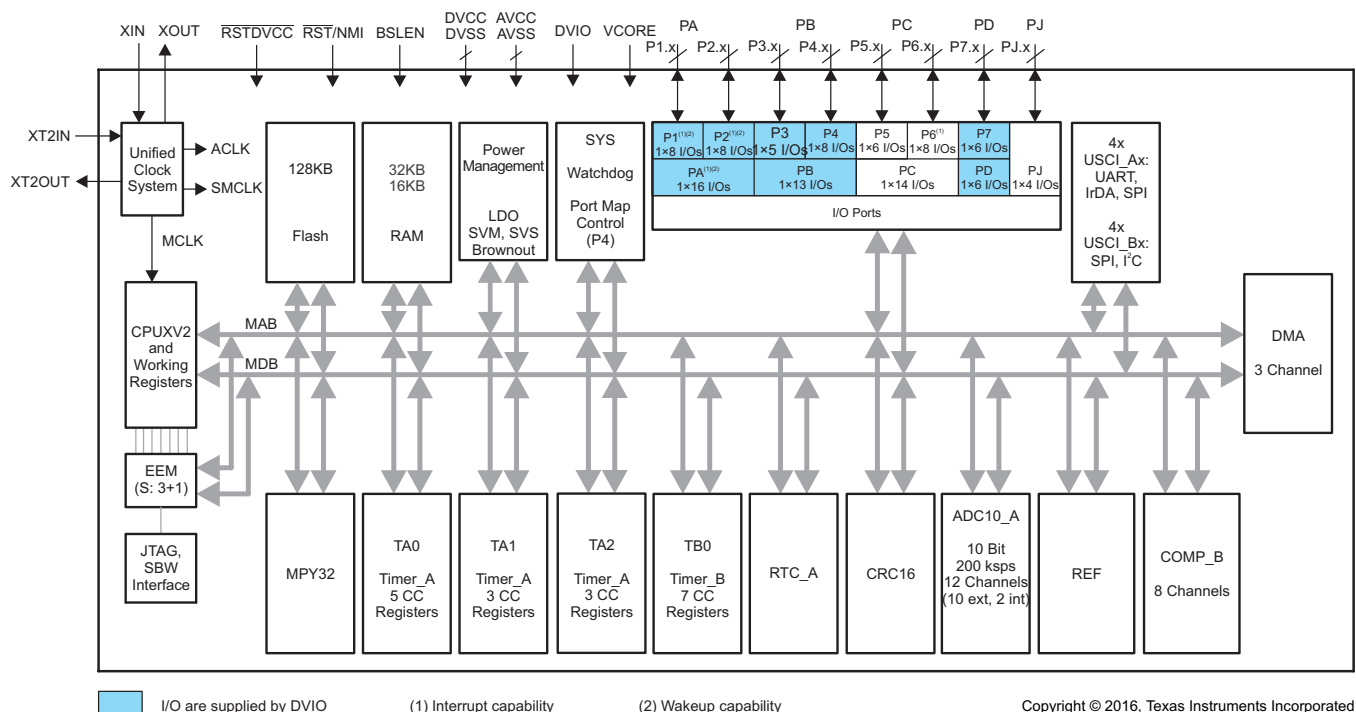 XIN
XOUT
RSTDVCC
RST/NMI
BSLEN
DVCC
DVSS
AVCC
AVSS
DVIO
VCORE
PA
P1.x
P2.x
PB
P3.x
P4.x
PC
P5.x
P6.x
PD
P7.x
PJ
PJ.x
XT2IN
XT2OUT
Unified
Clock
System
ACLK
SMCLK
MCLK
128KB
Flash
32KB
16KB
RAM
Power
Management
LDO
SVM, SVS
Brownout
SYS
Watchdog
Port Map
Control
(P4)
P1(1)(2)
1×8 I/Os
P2(1)(2)
1×8 I/Os
P3
1×5 I/Os
P4
1×8 I/Os
P5
1×6 I/Os
P6(1)
1×8 I/Os
P7
1×6 I/Os
PA(1)(2)
1×16 I/Os
PB
1×13 I/Os
PC
1×14 I/Os
PD
1×6 I/Os
PJ
1×4 I/Os
I/O Ports
4x
USCI_Ax:
UART,
IrDA, SPI
4x
USCI_Bx:
SPI, I2C
CPUXV2
and
Working
Registers
MAB
MDB
DMA
3 Channel
EEM
(S: 3+1)
JTAG,
SBW
Interface
MPY32
TA0
Timer_A
5 CC
Registers
TA1
Timer_A
3 CC
Registers
TA2
Timer_A
3 CC
Registers
TB0
Timer_B
7 CC
Registers
RTC_A
CRC16
ADC10_A
10 Bit
200 ksps
12 Channels
(10 ext, 2 int)
REF
COMP_B
8 Channels
I/O are supplied by DVIO
(1) Interrupt capability
(2) Wakeup capability
Copyright © 2016, Texas Instruments Incorporated